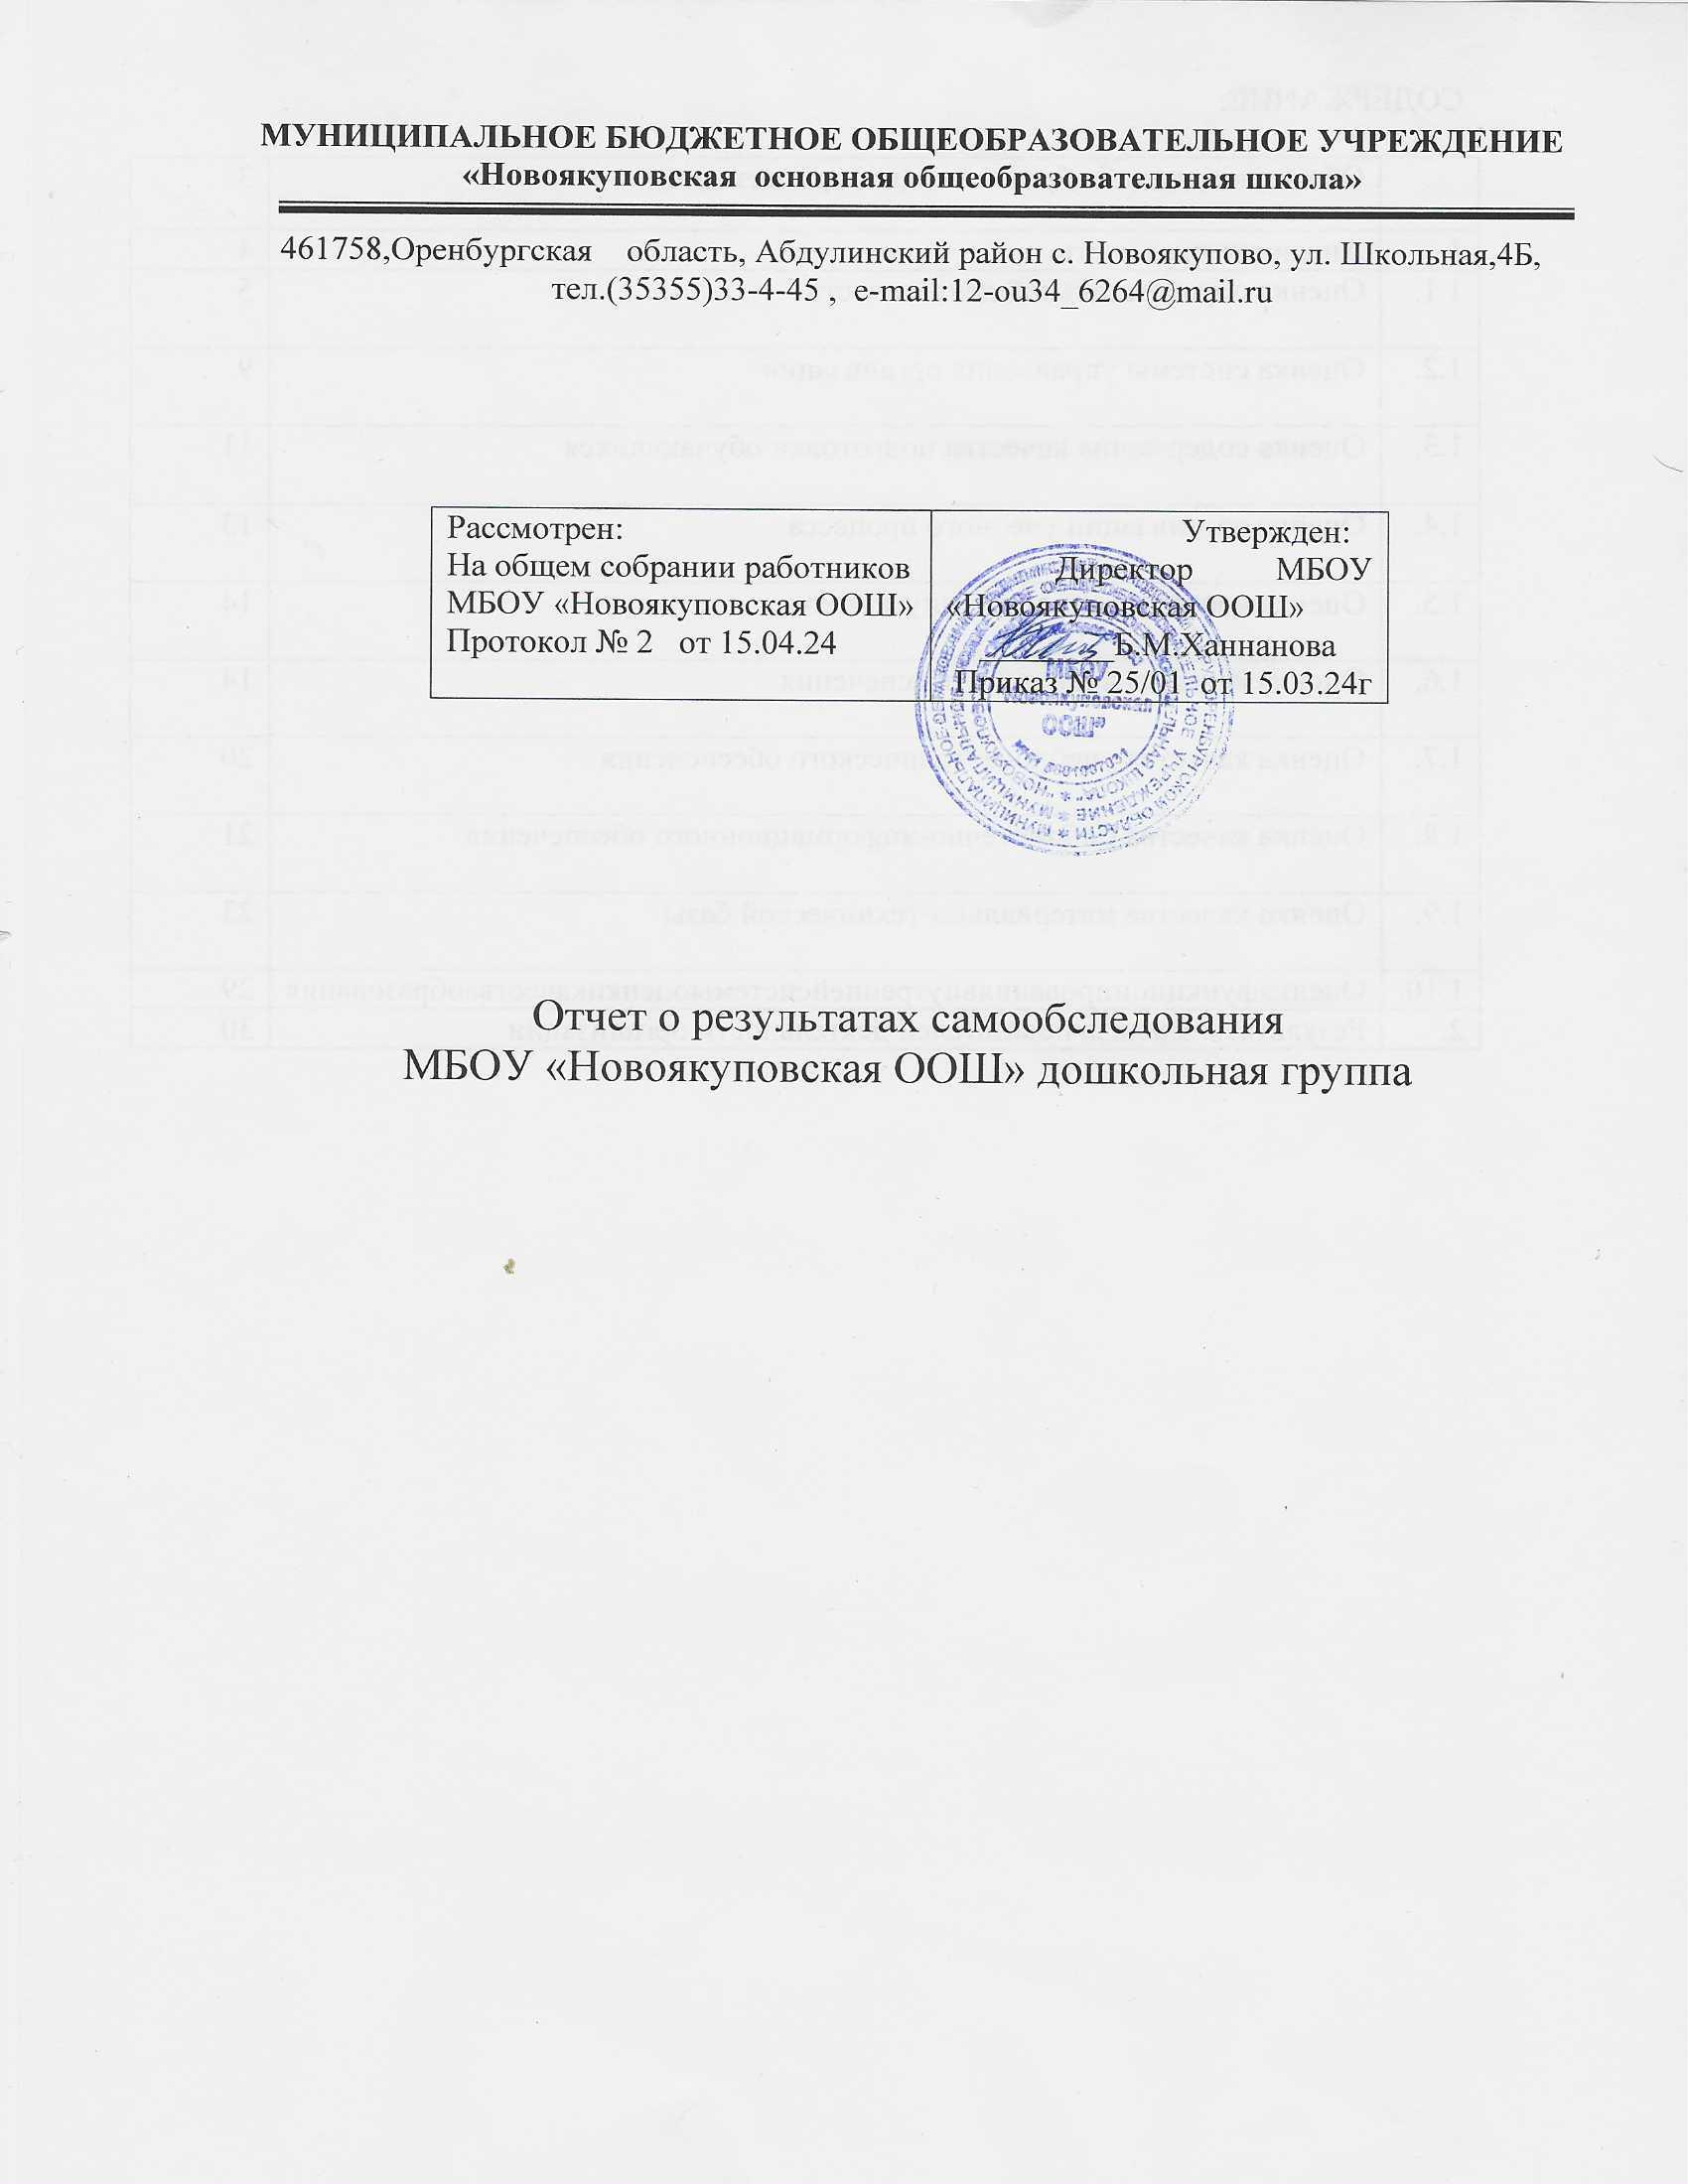 МУНИЦИПАЛЬНОЕ БЮДЖЕТНОЕ ОБЩЕОБРАЗОВАТЕЛЬНОЕ УЧРЕЖДЕНИЕ
«Новоякуповская основная общеобразовательная школа»
461758,Оренбургская область, Абдулинский район с. Новоякупово, ул. Школьная,4Б,
тел.(35355)33-4-45 , e-mail:12-ou34_6264@mail.ru
Рассмотрен:
На общем собрании работников
МБОУ «Новоякуповская ООШ»
Протокол № 2 от 15.04.24
Утвержден:
Директор МБОУ
«Новоякуповская ООШ»
________Б.М.Ханнанова
Приказ № 25/01 от 15.03.24г
МБОУ
ООШ"
Отчет о результатах самообследования
МБОУ «Новоякуповская ООШ» дошкольная группа